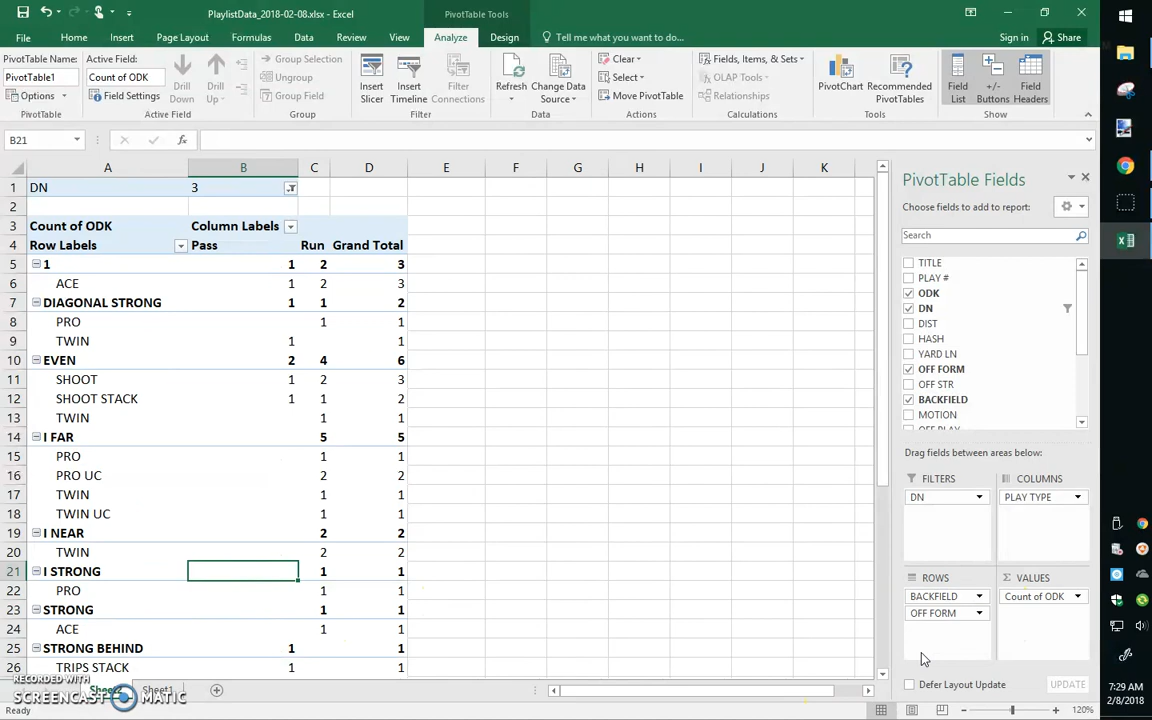 PlaylistData_2018-02-08.xlsx - Excel
PivotTable Tools
File Home Insert Page Layout Formulas Data Review View Analyze Design Tell me what you want to do... Sign in Share
PivotTable Name: Active Field:
PivotTable1 Count of ODK
Options Field Settings
Drill Down Drill Up
Group Selection
Ungroup
Group Field
Insert Slicer Insert Timeline Filter Connections
Refresh Change Data Source
Clear
Select
Move PivotTable
Fields, Items, & Sets
OLAP Tools
Relationships
PivotChart Recommended PivotTables
Field List +/- Buttons Field Headers
PivotTable Active Field Group Filter Data Actions Calculations Tools Show
B21 fx
A B C D E F G H I J K
1 DN 3
2
3 Count of ODK Column Labels
4 Row Labels Pass Run Grand Total
5 1 1 2 3
6 ACE 1 2 3
7 DIAGONAL STRONG 1 1 2
8 PRO 1 1
9 TWIN 1 1
10 EVEN 2 4 6
11 SHOOT 1 2 3
12 SHOOT STACK 1 1 2
13 TWIN 1 1
14 I FAR 5 5
15 PRO 1 1
16 PRO UC 2 2
17 TWIN 1 1
18 TWIN UC 1 1
19 I NEAR 2 2
20 TWIN 2 2
21 I STRONG 1 1
22 PRO 1 1
23 STRONG 1 1
24 ACE 1 1
25 STRONG BEHIND 1 1
26 TRIPS STACK 1 1
Sheet2 Sheet1
RECORDED WITH
SCREENCAST MATIC
Ready
120%
PivotTable Fields
Choose fields to add to report:
Search
TITLE
PLAY #
ODK
DN
DIST
HASH
YARD LN
OFF FORM
OFF STR
BACKFIELD
MOTION
OFF PLAY
Drag fields between areas below:
FILTERS COLUMNS
DN PLAY TYPE
ROWS Σ VALUES
BACKFIELD Count of ODK
OFF FORM
Defer Layout Update UPDATE
7:29 AM
2/8/2018